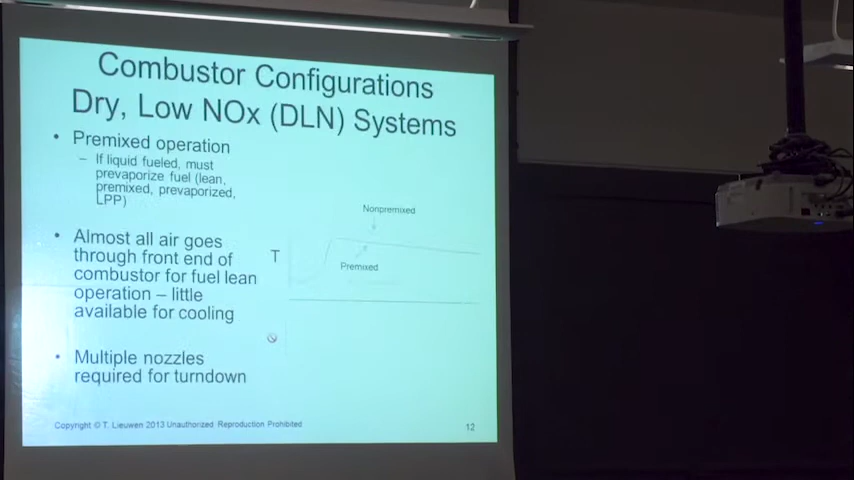 Combustor Configurations
Dry, Low NOx (DLN) Systems
• Premixed operation
– If liquid fueled, must
prevaporize fuel (lean,
premixed, prevaporized,
LPP)
• Almost all air goes
through front end of
combustor for fuel lean
operation – little
available for cooling
• Multiple nozzles
required for turndown
Nonpremixed
T
Premixed
Copyright © T. Lieuwen 2013 Unauthorized Reproduction Prohibited
12